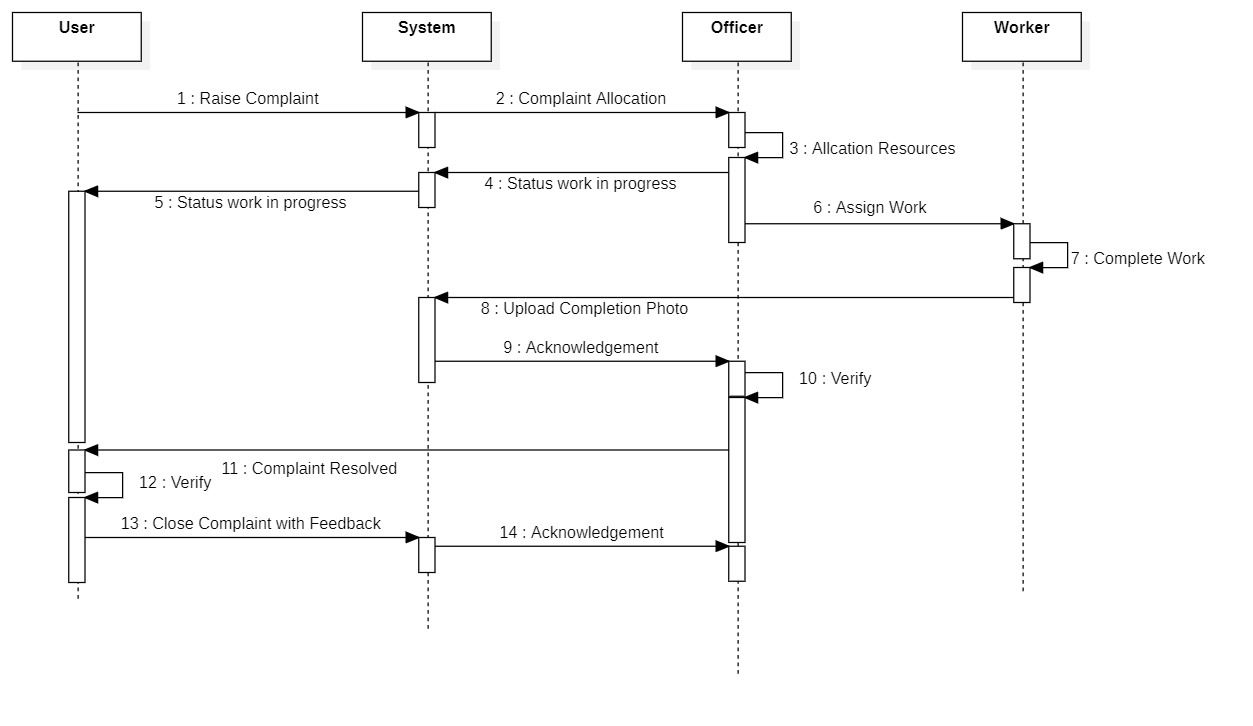 User
System
Officer
Worker
1 : Raise Complaint
2 : Complaint Allocation
3 : Allcation Resources
4 : Status work in progress
5 : Status work in progress
6 : Assign Work
7 : Complete Work
8 : Upload Completion Photo
9 : Acknowledgement
10 : Verify
11 : Complaint Resolved
12 : Verify
13 : Close Complaint with Feedback
14 : Acknowledgement